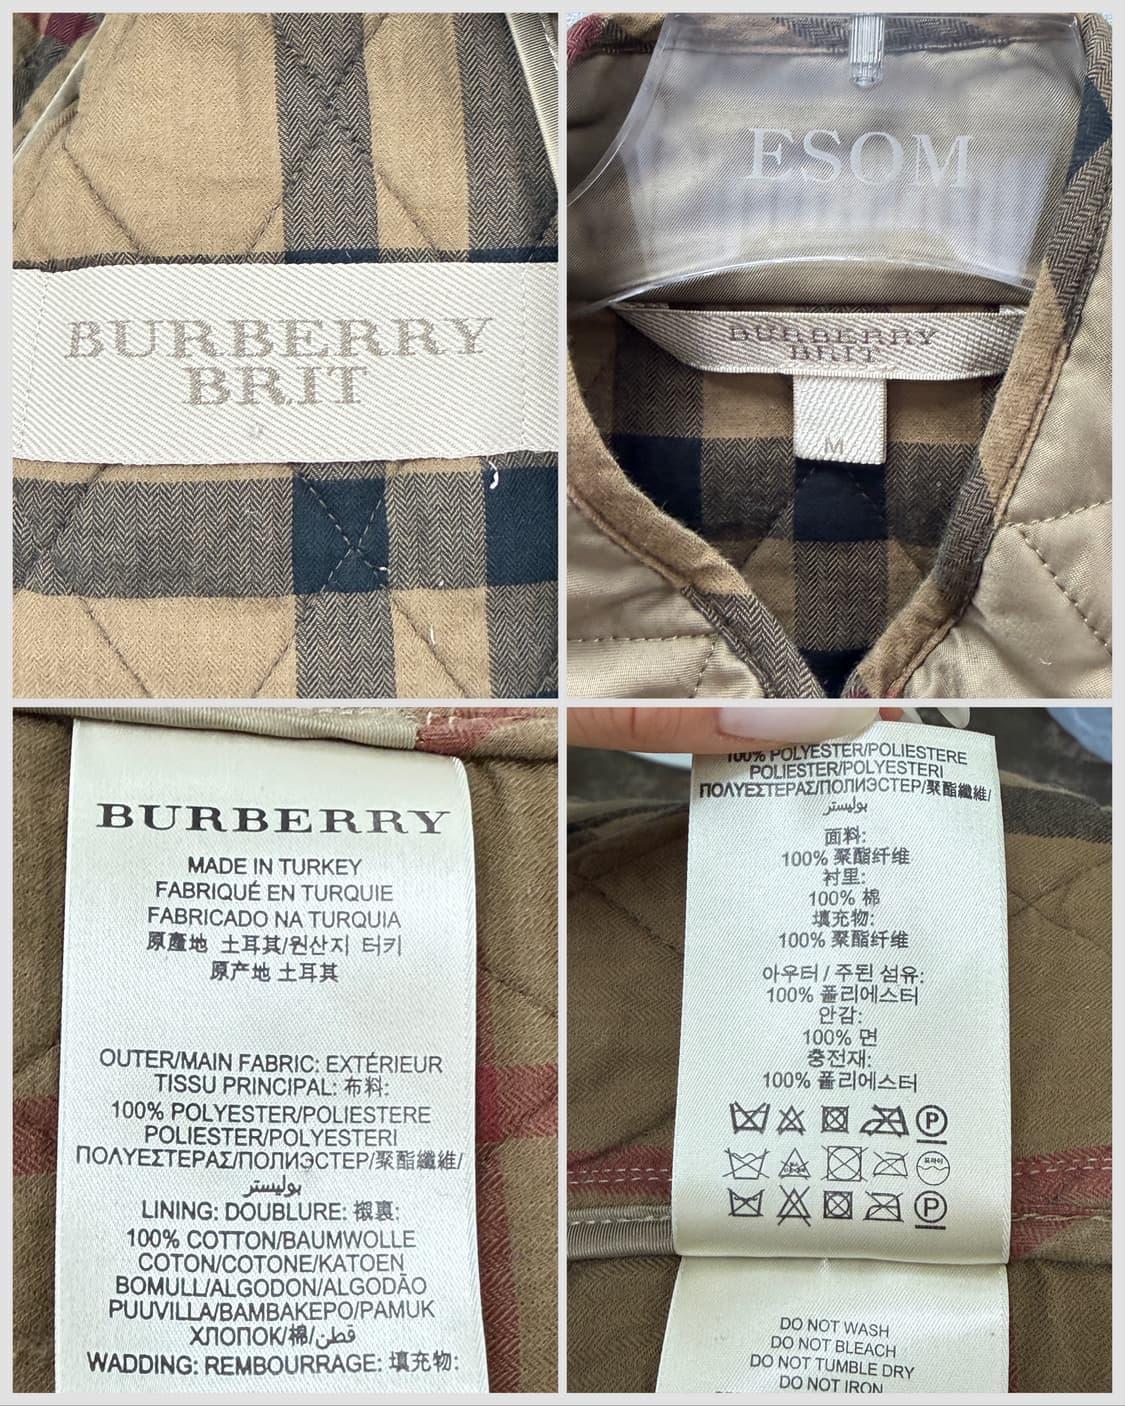 BURBERRY
BRIT
ESOM
BURBERRY
BRIT
M
BURBERRY
MADE IN TURKEY
FABRIQUÉ EN TURQUIE
FABRICADO NA TURQUIA
原產地 土耳其/원산지 터키
原产地 土耳其
OUTER/MAIN FABRIC: EXTÉRIEUR
TISSU PRINCIPAL: 布料:
100% POLYESTER/POLIESTERE
POLIESTER/POLYESTERI
ΠΟΛΥΕΣΤΕΡΑΣ/ПОЛИЭСТЕР/聚酯纖維/
بوليستر
LINING: DOUBLURE: 襯裏:
100% COTTON/BAUMWOLLE
COTON/COTONE/KATOEN
BOMULL/ALGODON/ALGODÃO
PUUVILLA/BAMBAKEPO/PAMUK
ХЛОПОК/棉/قطن
WADDING: REMBOURRAGE: 填充物:
100% POLYESTER/POLIESTERE
POLIESTER/POLYESTERI
ΠΟΛΥΕΣΤΕΡΑΣ/ПОЛИЭСТЕР/聚酯纖維/
بوليستر
面料:
100% 聚酯纤维
衬里:
100% 棉
填充物:
100% 聚酯纤维
아우터 / 주된 섬유:
100% 폴리에스터
안감:
100% 면
충전재:
100% 폴리에스터
P
드라이
P
DO NOT WASH
DO NOT BLEACH
DO NOT TUMBLE DRY
DO NOT IRON